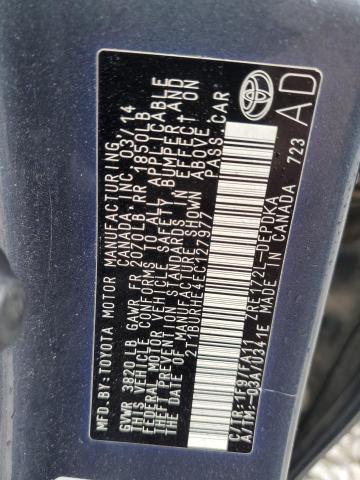 MFD.BY:TOYOTA MOTOR MANUFACTURING
CANADA INC. 03/14
GVWR 3820LB GAWR FR 2070LB RR 1850LB
THIS VEHICLE CONFORMS TO ALL APPLICABLE
FEDERAL MOTOR VEHICLE SAFETY, BUMPER, AND
THEFT PREVENTION STANDARDS IN EFFECT ON
THE DATE OF MANUFACTURE SHOWN ABOVE.
2T1BURHE4EC127977 PASS.CAR
C/TR: 1F9/FA11 ZRE172L-DEPDKA
A/TM:-03A/U341E MADE IN CANADA 723
AD